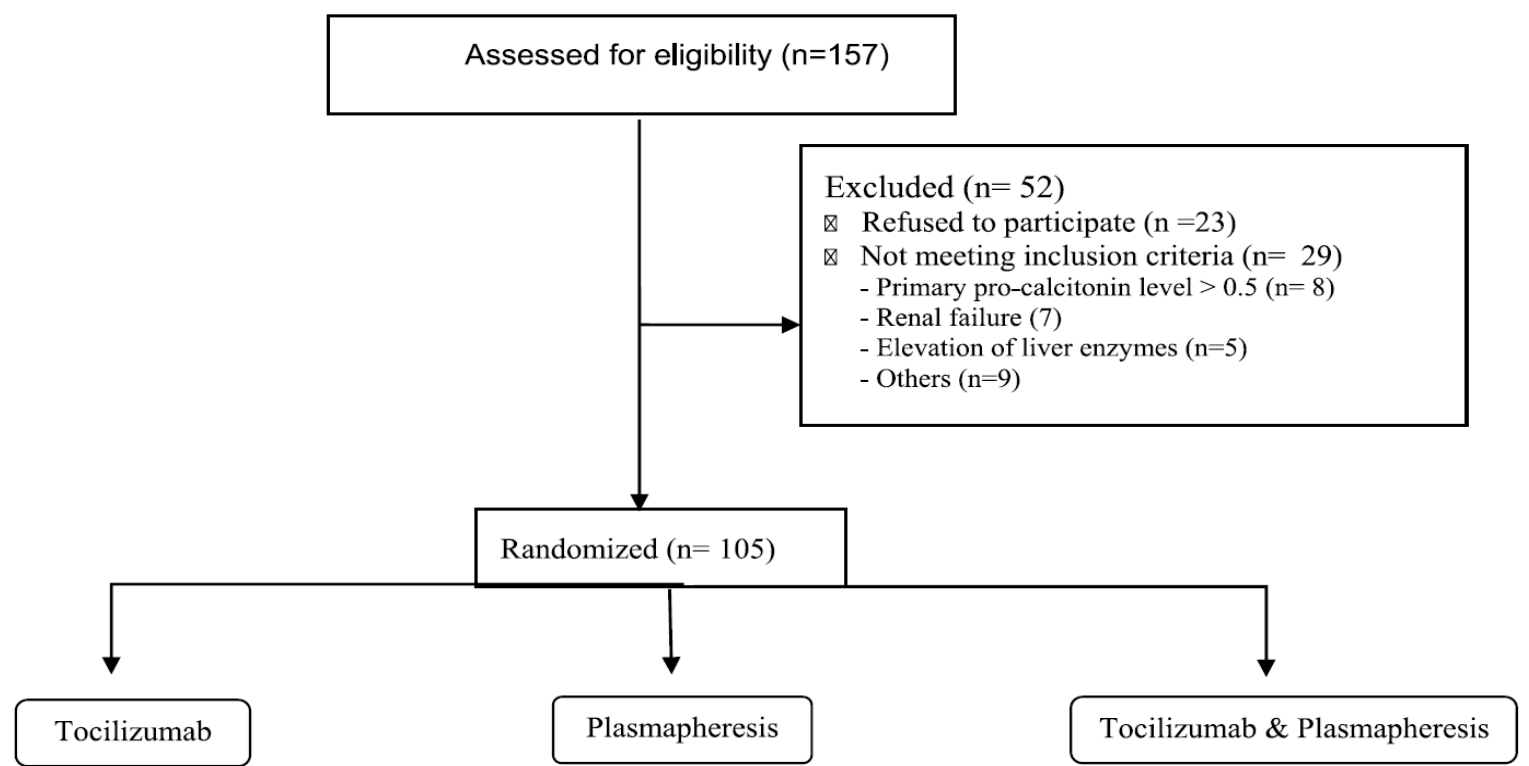 Assessed for eligibility (n=157)
Excluded (n= 52)
Refused to participate (n =23)
Not meeting inclusion criteria (n=  29)
- Primary pro-calcitonin level > 0.5 (n= 8)
- Renal failure (7)
- Elevation of liver enzymes (n=5)
- Others (n=9)
Randomized (n= 105)
Tocilizumab
Plasmapheresis
Tocilizumab & Plasmapheresis